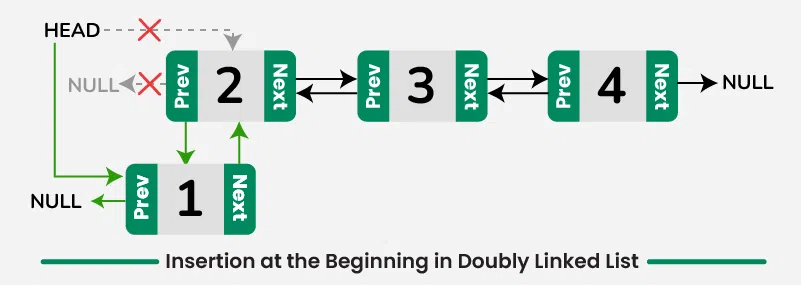 HEAD
NULL Prev 2 Next Prev 3 Next Prev 4 Next NULL
Prev 1 Next
NULL
Insertion at the Beginning in Doubly Linked List